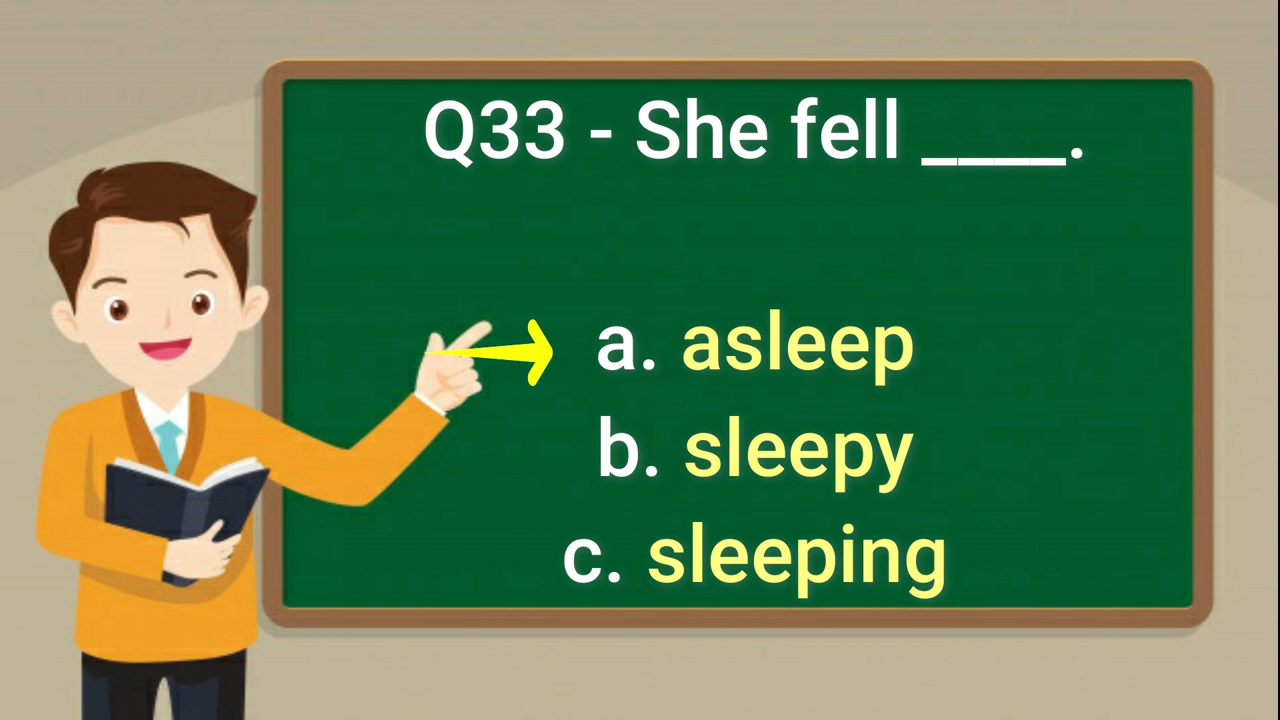 Q33 - She fell ____.
a. asleep
b. sleepy
c. sleeping